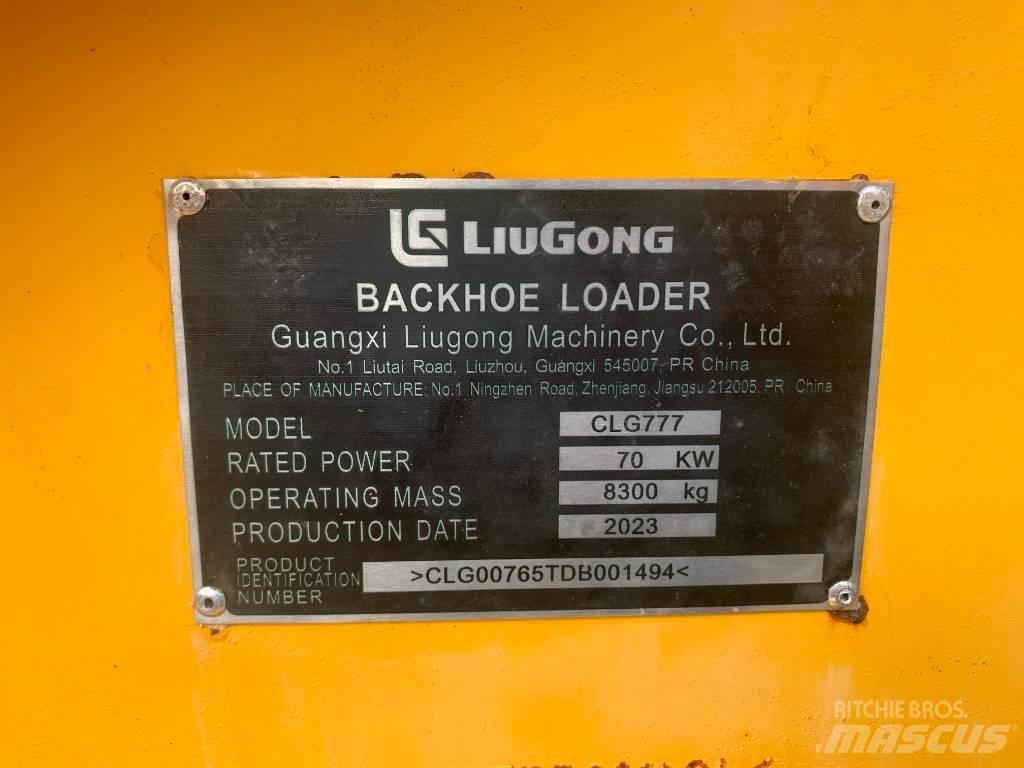 LG LIUGONG
BACKHOE LOADER
Guangxi Liugong Machinery Co., Ltd.
No.1 Liutai Road, Liuzhou, Guangxi 545007, PR China
PLACE OF MANUFACTURE: No.1 Ningzhen Road, Zhenjiang, Jiangsu 212005, PR China
MODEL CLG777
RATED POWER 70 KW
OPERATING MASS 8300 kg
PRODUCTION DATE 2023
PRODUCT
IDENTIFICATION >CLG00765TDB001494<
NUMBER
RITCHIE BROS.
MASCUS